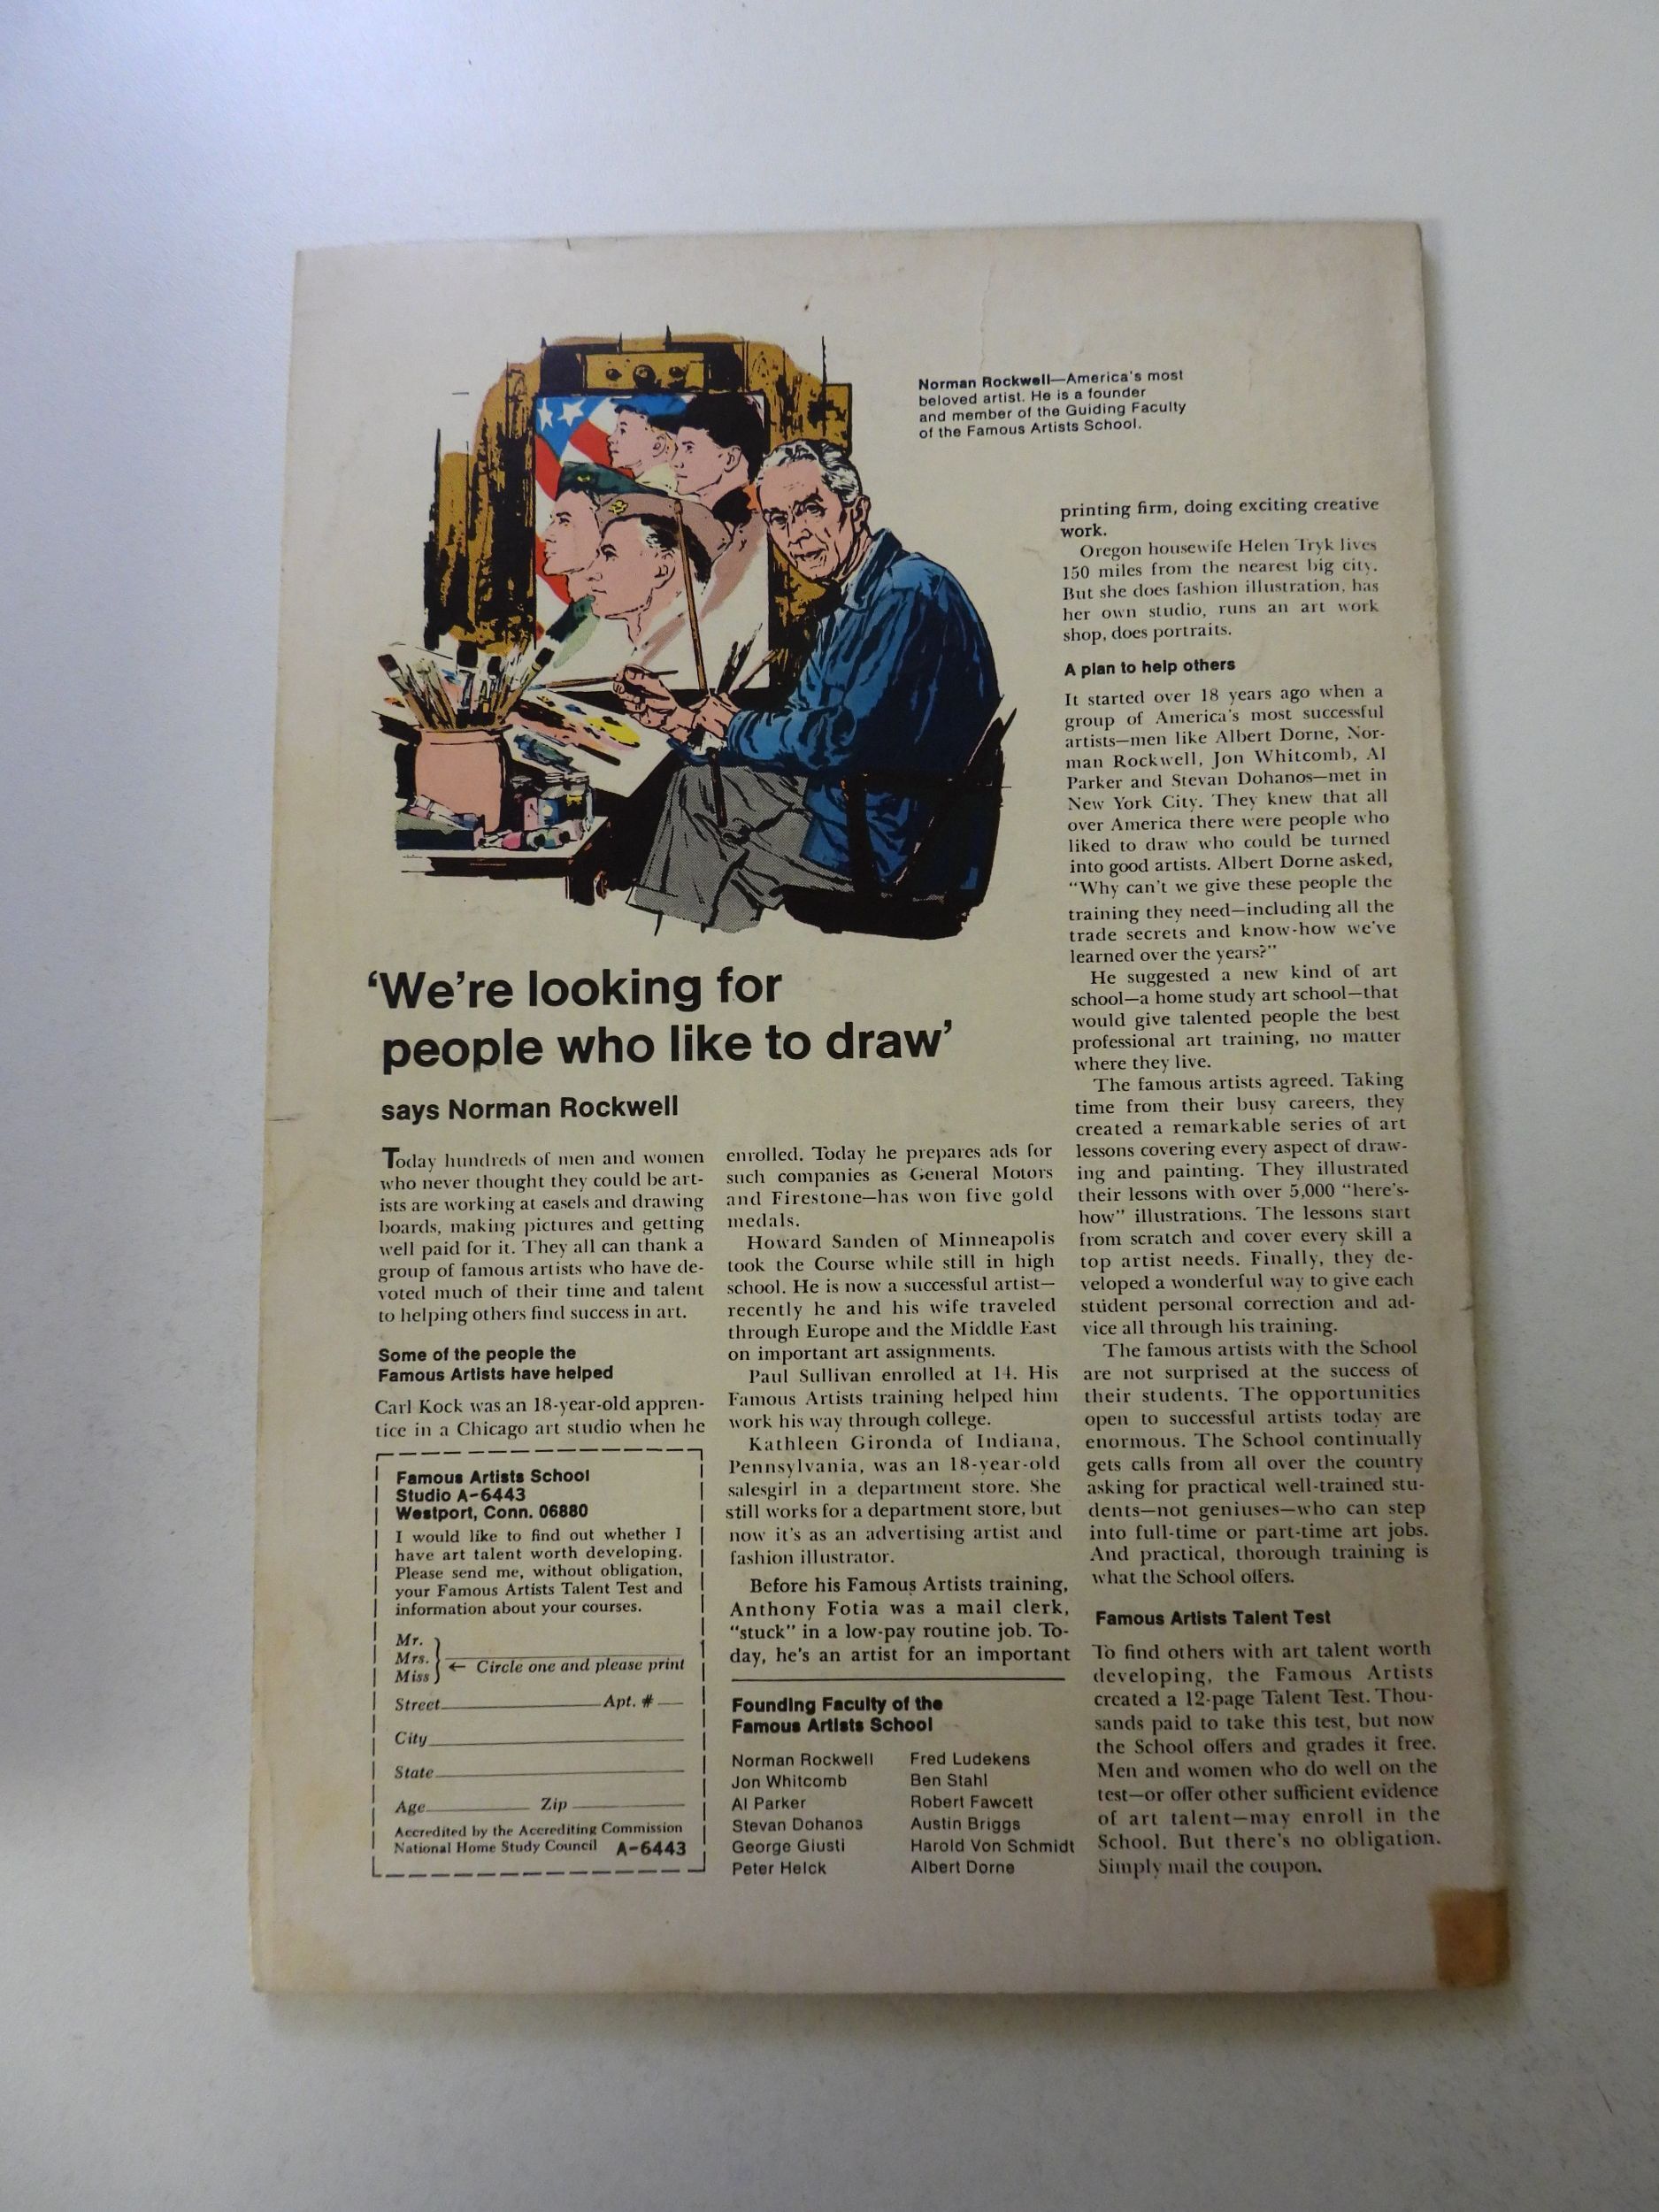 Norman Rockwell—America's most
beloved artist. He is a founder
and member of the Guiding Faculty
of the Famous Artists School.
'We're looking for
people who like to draw'
says Norman Rockwell
Today hundreds of men and women
who never thought they could be art-
ists are working at easels and drawing
boards, making pictures and getting
well paid for it. They all can thank a
group of famous artists who have de-
voted much of their time and talent
to helping others find success in art.
Some of the people the
Famous Artists have helped
Carl Kock was an 18-year-old appren-
tice in a Chicago art studio when he
enrolled. Today he prepares ads for
such companies as General Motors
and Firestone—has won five gold
medals.
Howard Sanden of Minneapolis
took the Course while still in high
school. He is now a successful artist—
recently he and his wife traveled
through Europe and the Middle East
on important art assignments.
Paul Sullivan enrolled at 14. His
Famous Artists training helped him
work his way through college.
Kathleen Gironda of Indiana,
Pennsylvania, was an 18-year-old
salesgirl in a department store. She
still works for a department store, but
now it's as an advertising artist and
fashion illustrator.
Before his Famous Artists training,
Anthony Fotia was a mail clerk,
"stuck" in a low-pay routine job. To-
day, he's an artist for an important
printing firm, doing exciting creative
work.
Oregon housewife Helen Tryk lives
150 miles from the nearest big city.
But she does fashion illustration, has
her own studio, runs an art work
shop, does portraits.
A plan to help others
It started over 18 years ago when a
group of America's most successful
artists—men like Albert Dorne, Nor-
man Rockwell, Jon Whitcomb, Al
Parker and Stevan Dohanos—met in
New York City. They knew that all
over America there were people who
liked to draw who could be turned
into good artists. Albert Dorne asked,
"Why can't we give these people the
training they need—including all the
trade secrets and know-how we've
learned over the years?"
He suggested a new kind of art
school—a home study art school—that
would give talented people the best
professional art training, no matter
where they live.
The famous artists agreed. Taking
time from their busy careers, they
created a remarkable series of art
lessons covering every aspect of draw-
ing and painting. They illustrated
their lessons with over 5,000 "here's-
how" illustrations. The lessons start
from scratch and cover every skill a
top artist needs. Finally, they de-
veloped a wonderful way to give each
student personal correction and ad-
vice all through his training.
The famous artists with the School
are not surprised at the success of
their students. The opportunities
open to successful artists today are
enormous. The School continually
gets calls from all over the country
asking for practical well-trained stu-
dents—not geniuses—who can step
into full-time or part-time art jobs.
And practical, thorough training is
what the School offers.
Famous Artists Talent Test
To find others with art talent worth
developing, the Famous Artists
created a 12-page Talent Test. Thou-
sands paid to take this test, but now
the School offers and grades it free.
Men and women who do well on the
test—or offer other sufficient evidence
of art talent—may enroll in the
School. But there's no obligation.
Simply mail the coupon.
Famous Artists School
Studio A-6443
Westport, Conn. 06880
I would like to find out whether I
have art talent worth developing.
Please send me, without obligation,
your Famous Artists Talent Test and
information about your courses.
Mr.
Mrs.
Miss
← Circle one and please print
Street Apt. #
City
State
Age Zip
Accredited by the Accrediting Commission
National Home Study Council A-6443
Founding Faculty of the
Famous Artists School
Norman Rockwell
Jon Whitcomb
Al Parker
Stevan Dohanos
George Giusti
Peter Helck
Fred Ludekens
Ben Stahl
Robert Fawcett
Austin Briggs
Harold Von Schmidt
Albert Dorne